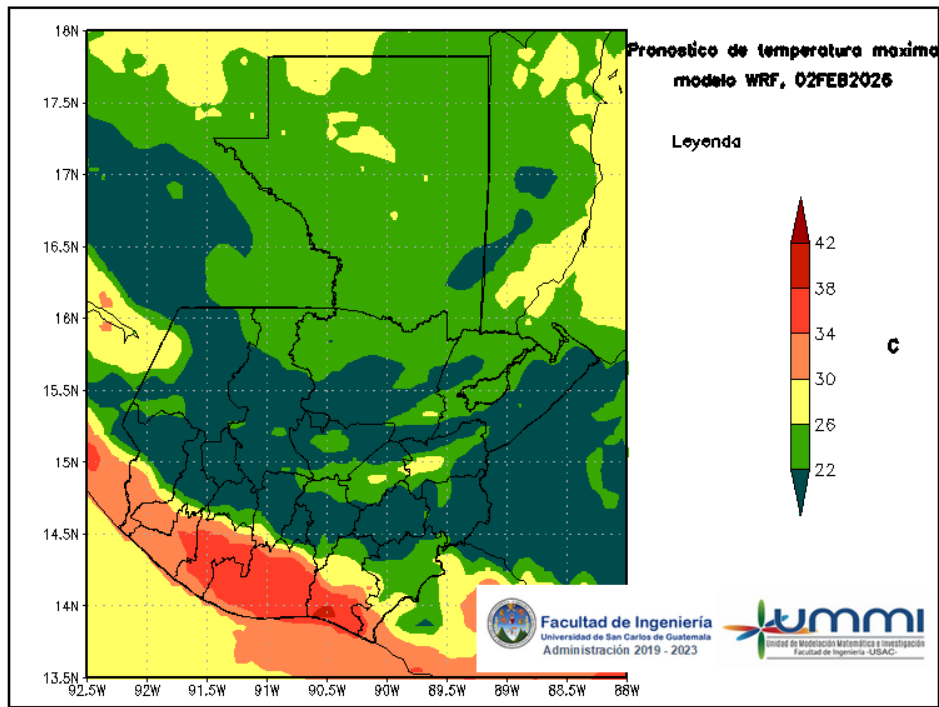 Pronostico de temperatura maxima
modelo WRF, 02FEB2026
Leyenda
42
38
34
30
26
22
C
18N
17.5N
17N
16.5N
16N
15.5N
15N
14.5N
14N
13.5N
92.5W
92W
91.5W
91W
90.5W
90W
89.5W
89W
88.5W
88W
Facultad de Ingeniería
Universidad de San Carlos de Guatemala
Administración 2019 - 2023
ummi
Unidad de Modelación Matemática e Investigación
Facultad de Ingeniería -USAC-